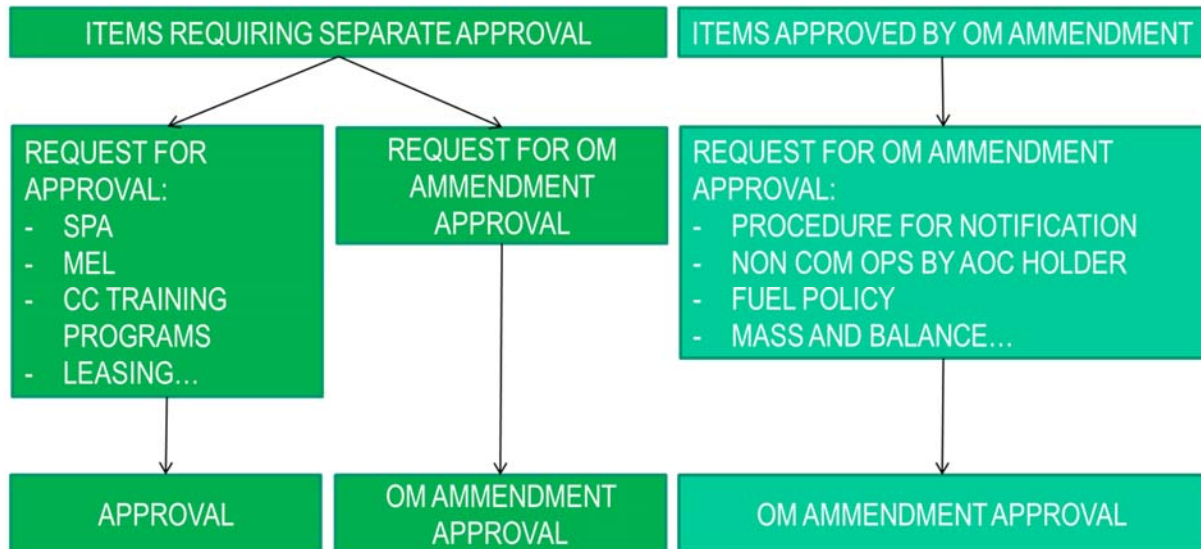 ITEMS REQUIRING SEPARATE APPROVAL
ITEMS APPROVED BY OM AMMENDMENT
REQUEST FOR
APPROVAL:
- SPA
- MEL
- CC TRAINING
PROGRAMS
- LEASING…
REQUEST FOR OM
AMMENDMENT
APPROVAL
REQUEST FOR OM AMMENDMENT
APPROVAL:
- PROCEDURE FOR NOTIFICATION
- NON COM OPS BY AOC HOLDER
- FUEL POLICY
- MASS AND BALANCE…
APPROVAL
OM AMMENDMENT
APPROVAL
OM AMMENDMENT APPROVAL